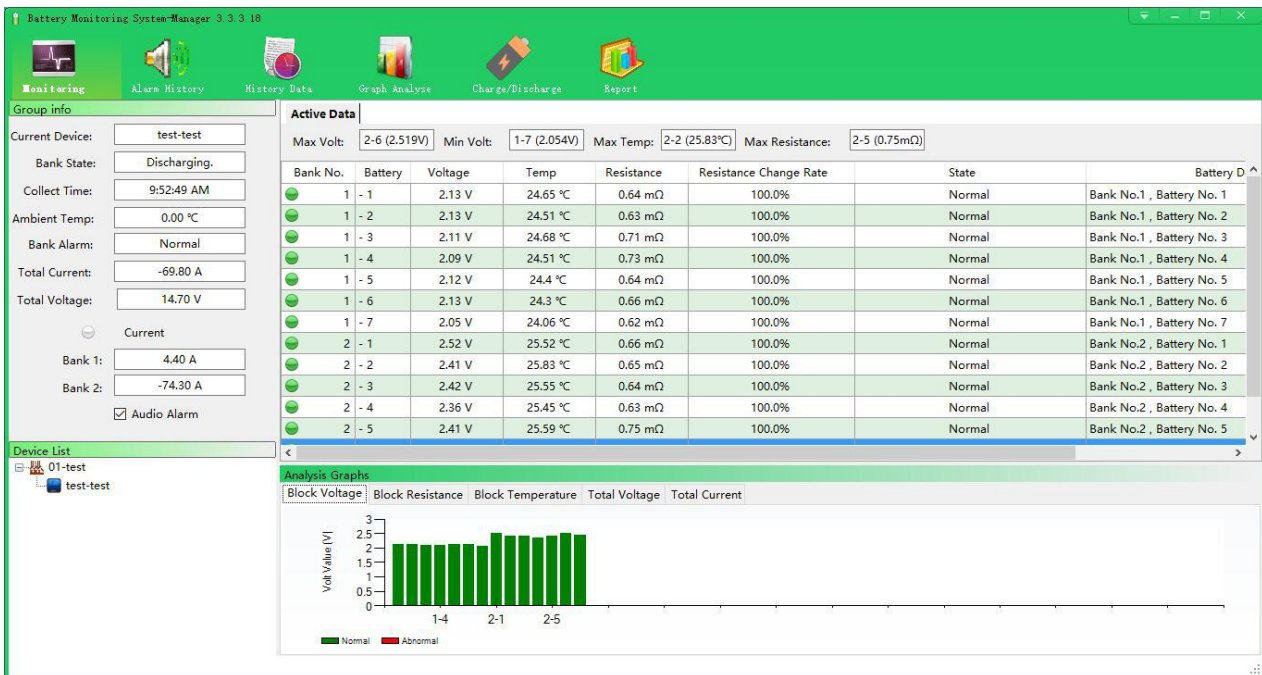 Battery Monitoring System-Manager 3.3.3.18
Monitoring Alarm History History Data Graph Analyse Charge/Discharge Report
Group info
Current Device: test-test
Bank State: Discharging.
Collect Time: 9:52:49 AM
Ambient Temp: 0.00 ℃
Bank Alarm: Normal
Total Current: -69.80 A
Total Voltage: 14.70 V
Current
Bank 1: 4.40 A
Bank 2: -74.30 A
Audio Alarm
Device List
01-test
test-test
Active Data
Max Volt: 2-6 (2.519V) Min Volt: 1-7 (2.054V) Max Temp: 2-2 (25.83℃) Max Resistance: 2-5 (0.75mΩ)
Bank No. Battery Voltage Temp Resistance Resistance Change Rate State Battery D
1 - 1 2.13 V 24.65 ℃ 0.64 mΩ 100.0% Normal Bank No.1 , Battery No. 1
1 - 2 2.13 V 24.51 ℃ 0.63 mΩ 100.0% Normal Bank No.1 , Battery No. 2
1 - 3 2.11 V 24.68 ℃ 0.71 mΩ 100.0% Normal Bank No.1 , Battery No. 3
1 - 4 2.09 V 24.51 ℃ 0.73 mΩ 100.0% Normal Bank No.1 , Battery No. 4
1 - 5 2.12 V 24.4 ℃ 0.64 mΩ 100.0% Normal Bank No.1 , Battery No. 5
1 - 6 2.13 V 24.3 ℃ 0.66 mΩ 100.0% Normal Bank No.1 , Battery No. 6
1 - 7 2.05 V 24.06 ℃ 0.62 mΩ 100.0% Normal Bank No.1 , Battery No. 7
2 - 1 2.52 V 25.52 ℃ 0.66 mΩ 100.0% Normal Bank No.2 , Battery No. 1
2 - 2 2.41 V 25.83 ℃ 0.65 mΩ 100.0% Normal Bank No.2 , Battery No. 2
2 - 3 2.42 V 25.55 ℃ 0.64 mΩ 100.0% Normal Bank No.2 , Battery No. 3
2 - 4 2.36 V 25.45 ℃ 0.63 mΩ 100.0% Normal Bank No.2 , Battery No. 4
2 - 5 2.41 V 25.59 ℃ 0.75 mΩ 100.0% Normal Bank No.2 , Battery No. 5
Analysis Graphs
Block Voltage Block Resistance Block Temperature Total Voltage Total Current
Volt Value (V)
3
2.5
2
1.5
1
0.5
0
1-4 2-1 2-5
Normal Abnormal